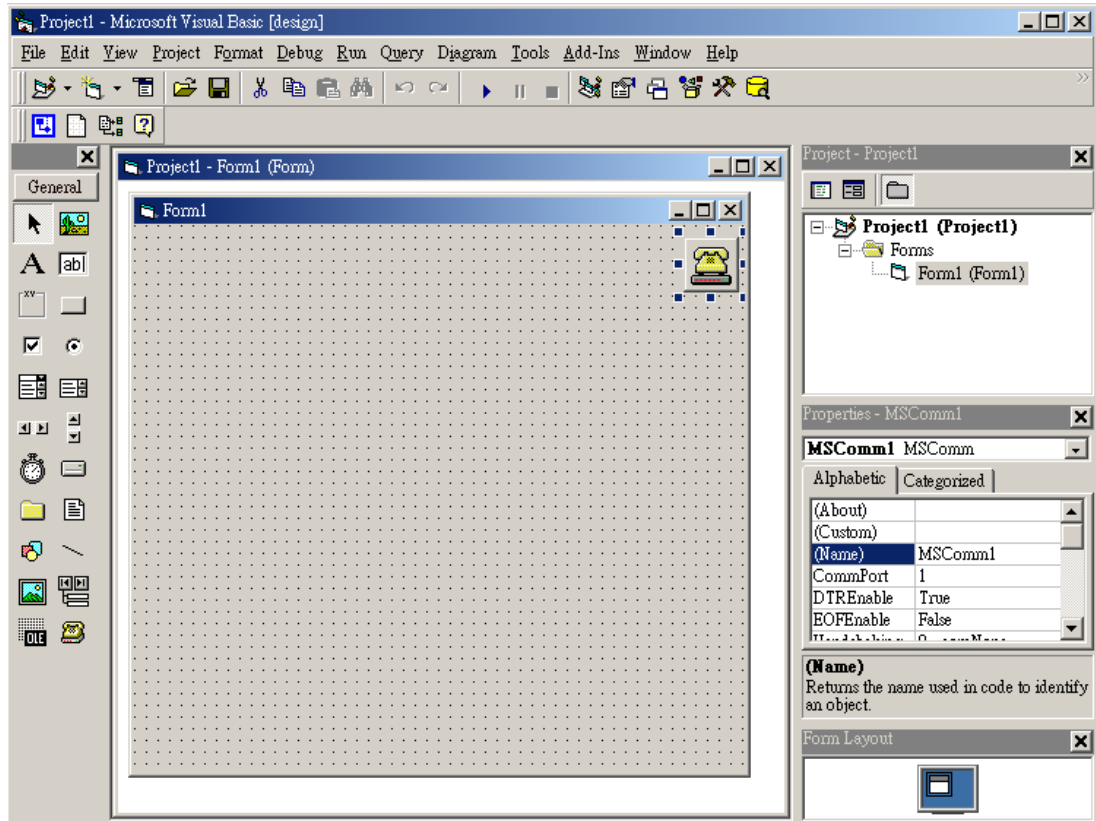 Project1 - Microsoft Visual Basic [design]
File Edit View Project Format Debug Run Query Diagram Tools Add-Ins Window Help
General
A
ab
XY
OLE
Project1 - Form1 (Form)
Form1
Project - Project1
Project1 (Project1)
Forms
Form1 (Form1)
Properties - MSComm1
MSComm1 MSComm
Alphabetic Categorized
(About)
(Custom)
(Name) MSComm1
CommPort 1
DTREnable True
EOFEnable False
(Name)
Returns the name used in code to identify
an object.
Form Layout